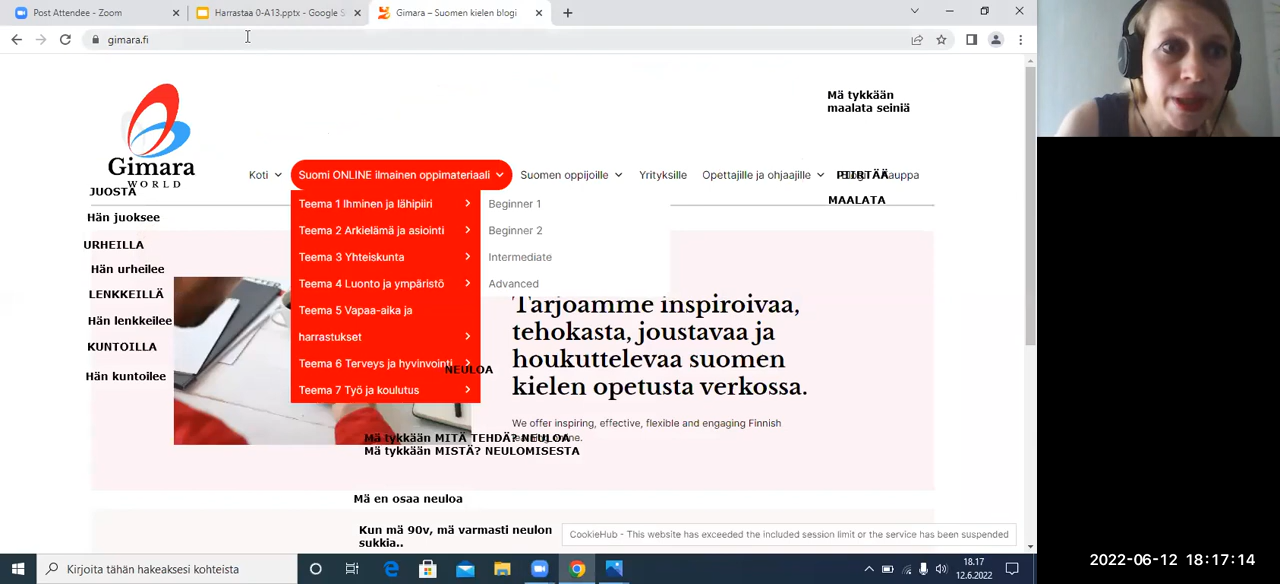 Post Attendee - Zoom
Harrastaa 0-A13.pptx - Google S
Gimara – Suomen kielen blogi
gimara.fi
Mä tykkään
maalata seiniä
Gimara
WORLD
Koti
Suomi ONLINE ilmainen oppimateriaali
Suomen oppijoille
Yrityksille
Opettajille ja ohjaajille
PIIRTÄÄ
kauppa
MAALATA
JUOSTA
Hän juoksee
URHEILLA
Hän urheilee
LENKKEILLÄ
Hän lenkkeilee
KUNTOILLA
Hän kuntoilee
Teema 1 Ihminen ja lähipiiri
Teema 2 Arkielämä ja asiointi
Teema 3 Yhteiskunta
Teema 4 Luonto ja ympäristö
Teema 5 Vapaa-aika ja
harrastukset
Teema 6 Terveys ja hyvinvointi
Teema 7 Työ ja koulutus
Beginner 1
Beginner 2
Intermediate
Advanced
NEULOA
Tarjoamme inspiroivaa,
tehokasta, joustavaa ja
houkuttelevaa suomen
kielen opetusta verkossa.
We offer inspiring, effective, flexible and engaging Finnish
Mä tykkään MITÄ TEHDÄ? NEULOA
Mä tykkään MISTÄ? NEULOMISESTA
Mä en osaa neuloa
Kun mä 90v, mä varmasti neulon
sukkia..
CookieHub - This website has exceeded the included session limit or the service has been suspended
Kirjoita tähän hakeaksesi kohteista
18.17
12.6.2022
2022-06-12 18:17:14